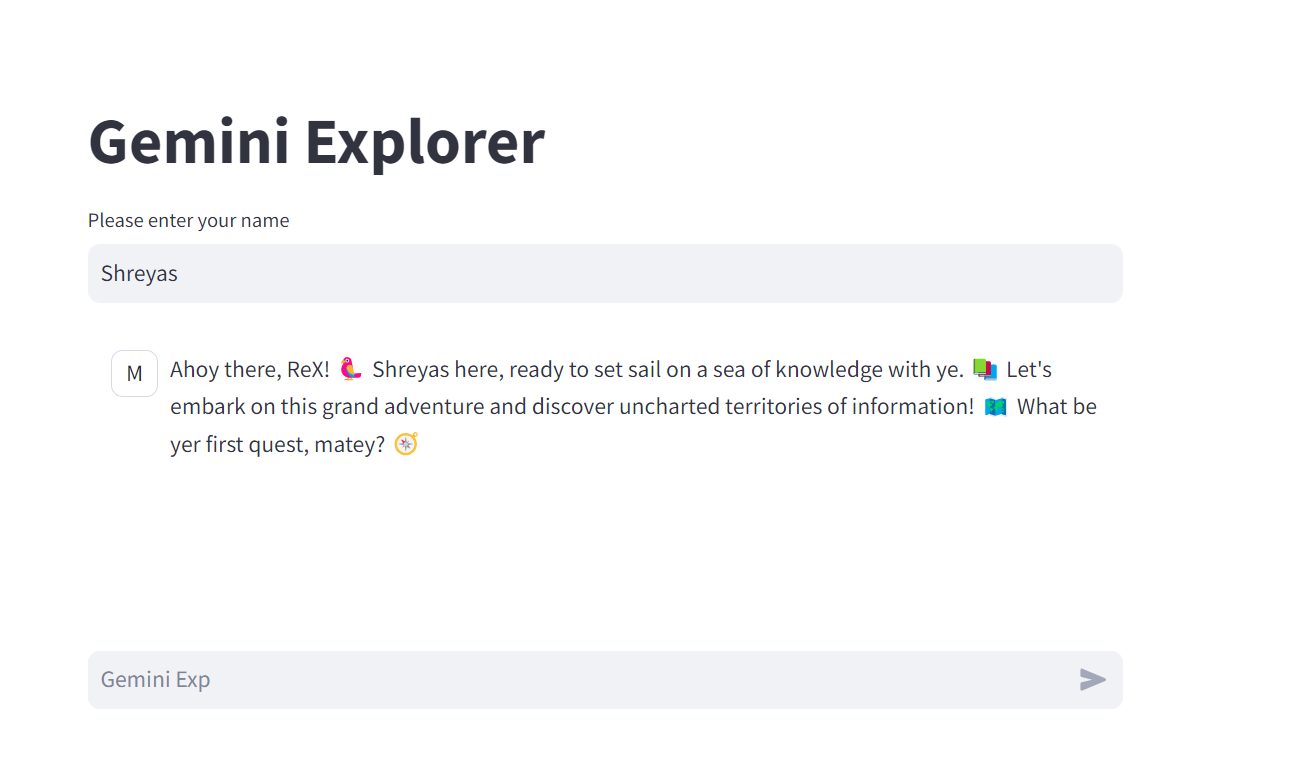 Gemini Explorer
Please enter your name
Shreyas
M
Ahoy there, ReX! 🦜 Shreyas here, ready to set sail on a sea of knowledge with ye. 📚 Let's
embark on this grand adventure and discover uncharted territories of information! 🗺️ What be
yer first quest, matey? 🧭
Gemini Exp